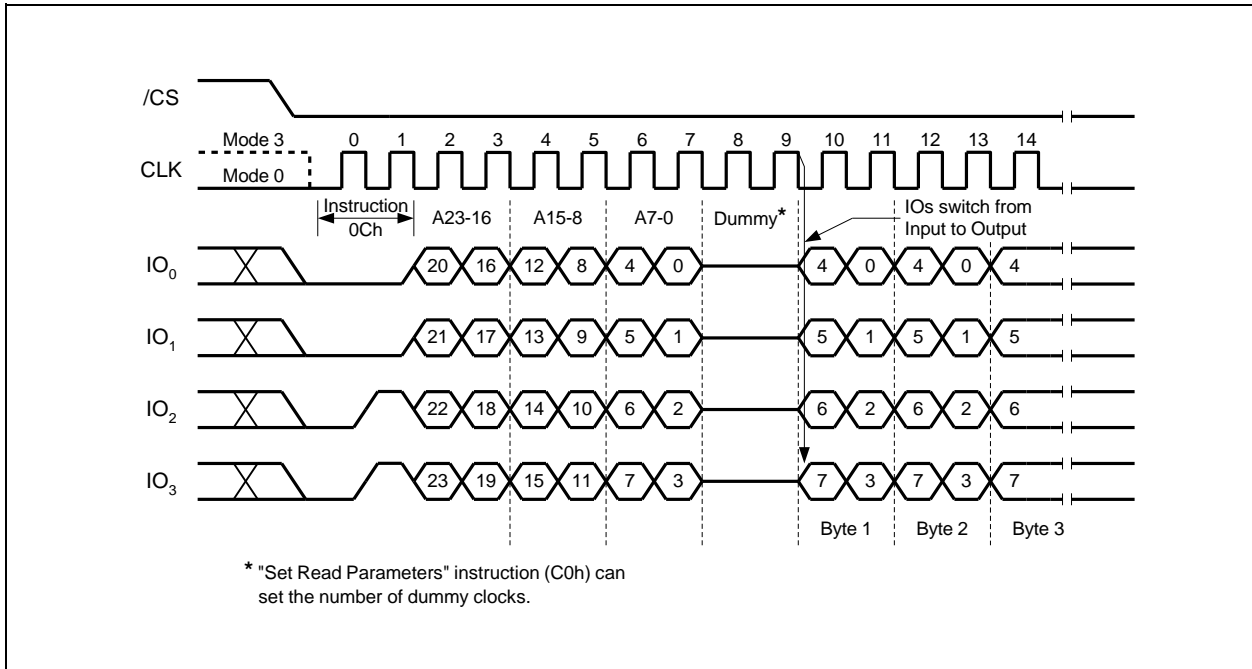 /CS
Mode 3 0 1 2 3 4 5 6 7 8 9 10 11 12 13 14
CLK
Mode 0
Instruction
0Ch
A23-16 A15-8 A7-0 Dummy*
IOs switch from
Input to Output
IO0 20 16 12 8 4 0 4 0 4 0 4
IO1 21 17 13 9 5 1 5 1 5 1 5
IO2 22 18 14 10 6 2 6 2 6 2 6
IO3 23 19 15 11 7 3 7 3 7 3 7
Byte 1 Byte 2 Byte 3
* "Set Read Parameters" instruction (C0h) can
set the number of dummy clocks.